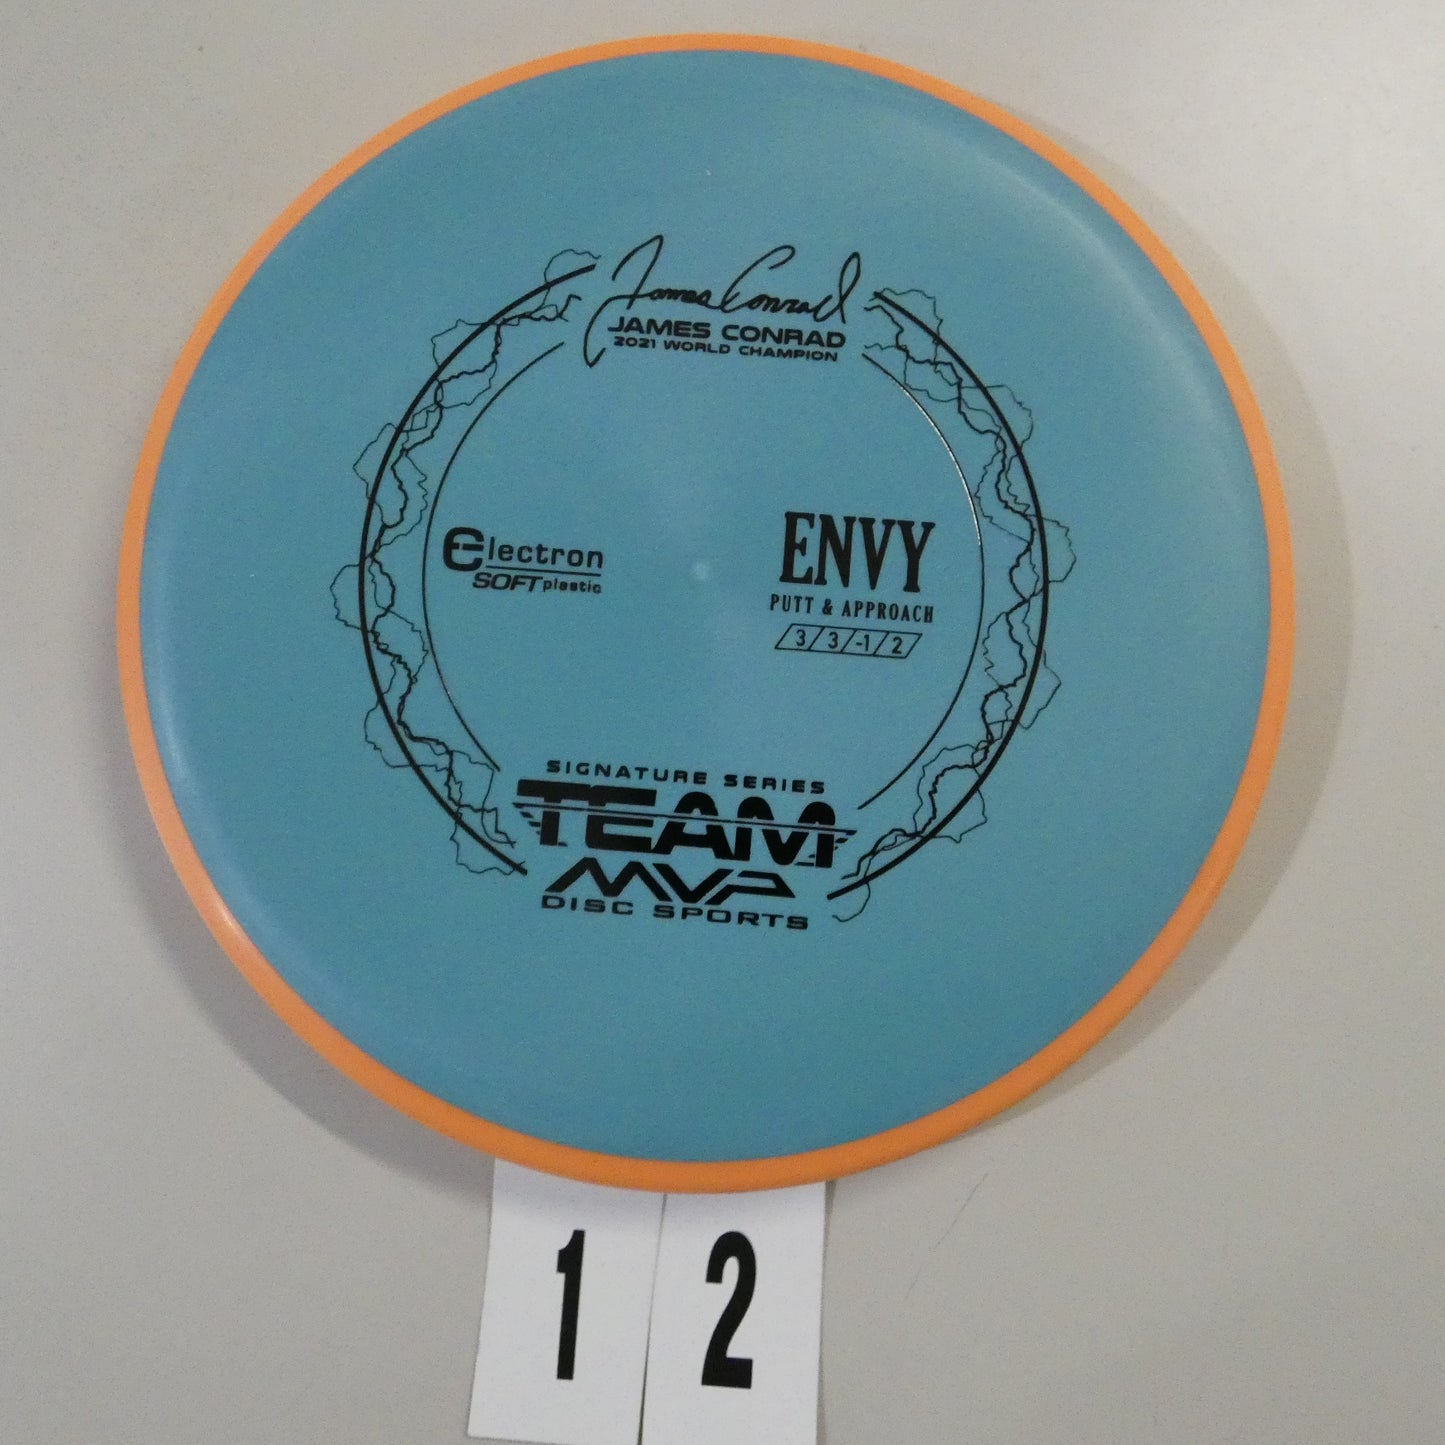 James Conrad
JAMES CONRAD
2021 WORLD CHAMPION
Electron
SOFT plastic
ENVY
PUTT & APPROACH
3/3/-1/2
SIGNATURE SERIES
TEAM
MVP
DISC SPORTS
1 2